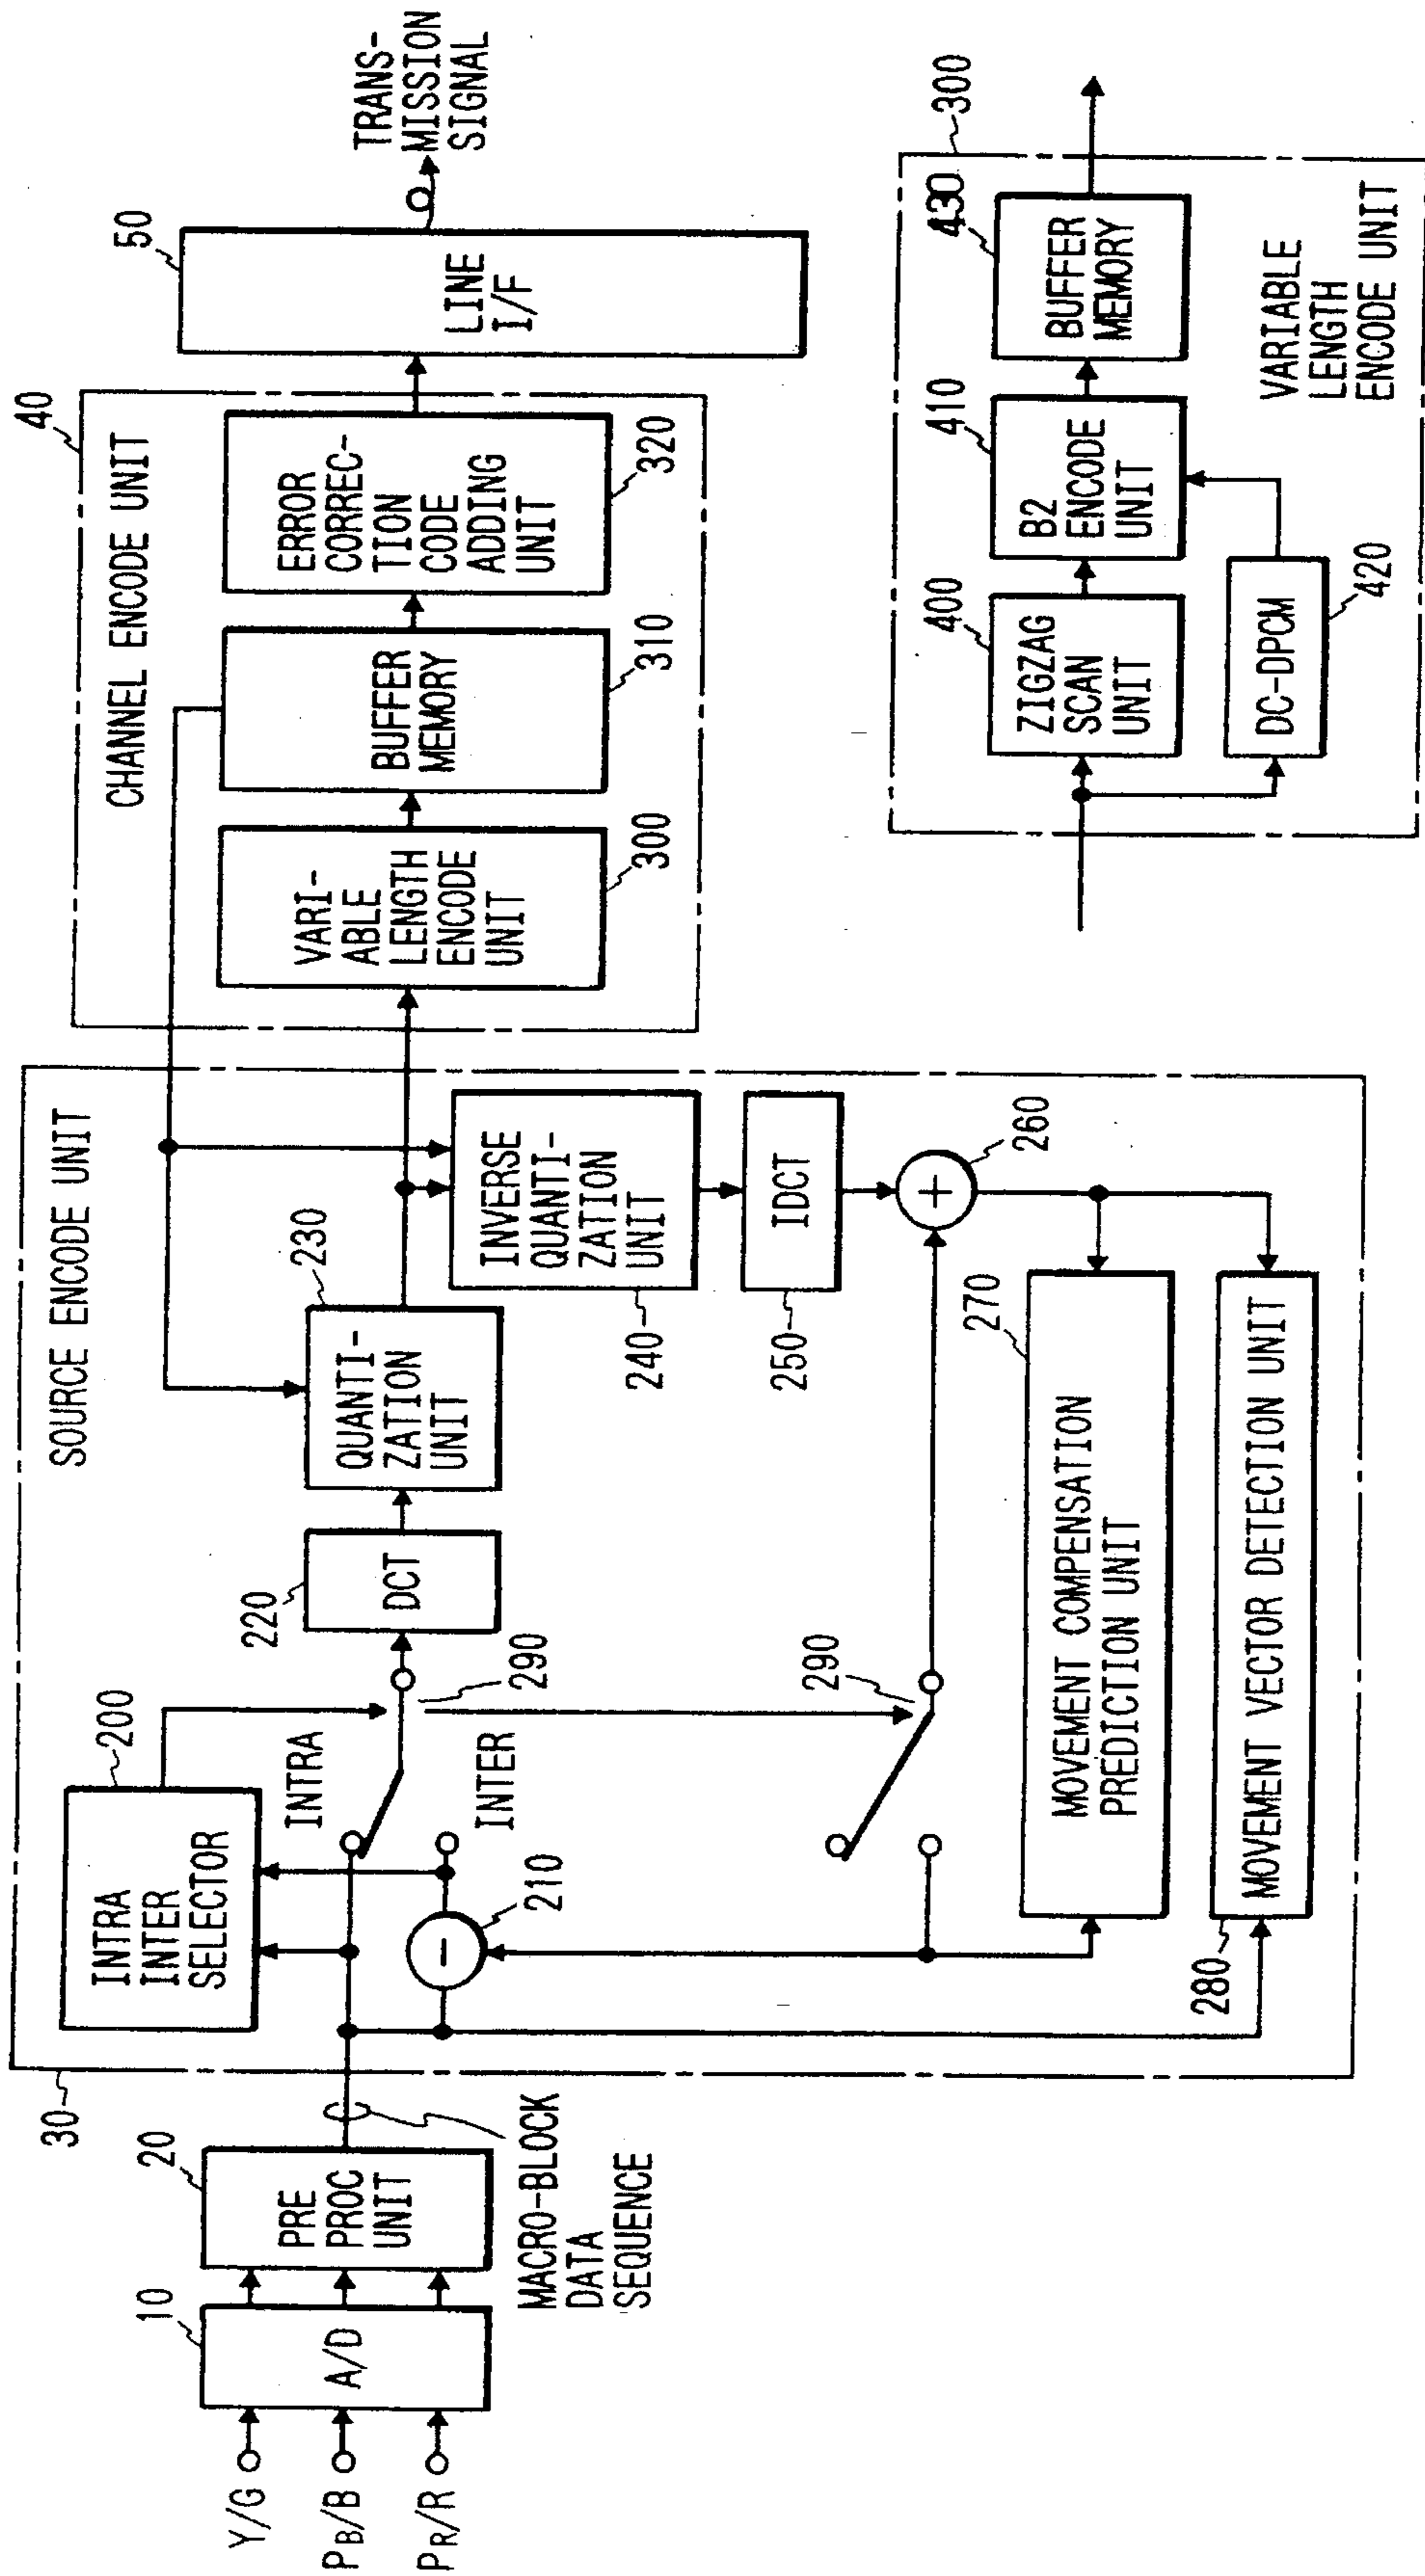 Y/G
PB/B
PR/R
10
A/D
20
PRE
PROC
UNIT
MACRO-BLOCK
DATA
SEQUENCE
30
SOURCE ENCODE UNIT
200
INTRA
INTER
SELECTOR
INTRA
INTER
210
290
290
220
DCT
230
QUANTI-
ZATION
UNIT
INVERSE
QUANTI-
ZATION
UNIT
240
IDCT
250
+
260
-
270
MOVEMENT COMPENSATION
PREDICTION UNIT
280
MOVEMENT VECTOR DETECTION UNIT
40
CHANNEL ENCODE UNIT
VARI-
ABLE
LENGTH
ENCODE
UNIT
300
BUFFER
MEMORY
310
ERROR
CORREC-
TION
CODE
ADDING
UNIT
320
50
LINE
I/F
TRANS-
MISSION
SIGNAL
300
400
ZIGZAG
SCAN
UNIT
410
B2
ENCODE
UNIT
430
BUFFER
MEMORY
DC-DPCM
420
VARIABLE
LENGTH
ENCODE UNIT